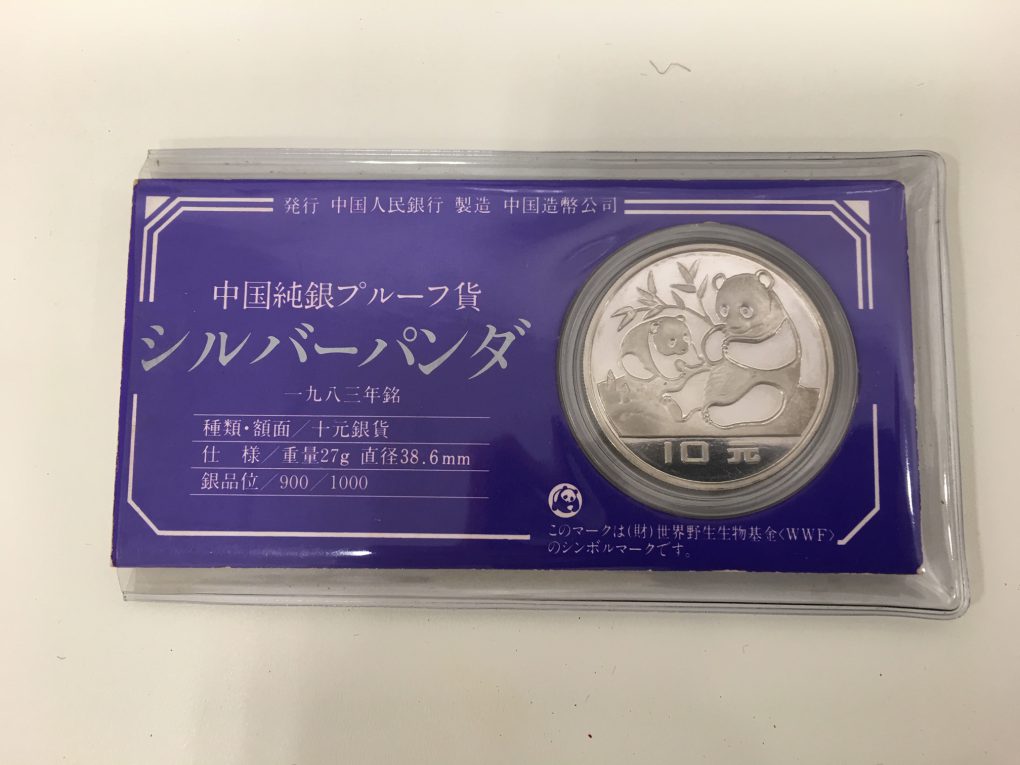 発行 中国人民銀行 製造 中国造幣公司
中国純銀プルーフ貨
シルバーパンダ
一九八三年銘
種類・額面／十元銀貨
仕 様／重量27g 直径38.6mm
銀品位／900／1000
10元
このマークは(財)世界野生生物基金〈WWF〉
のシンボルマークです。